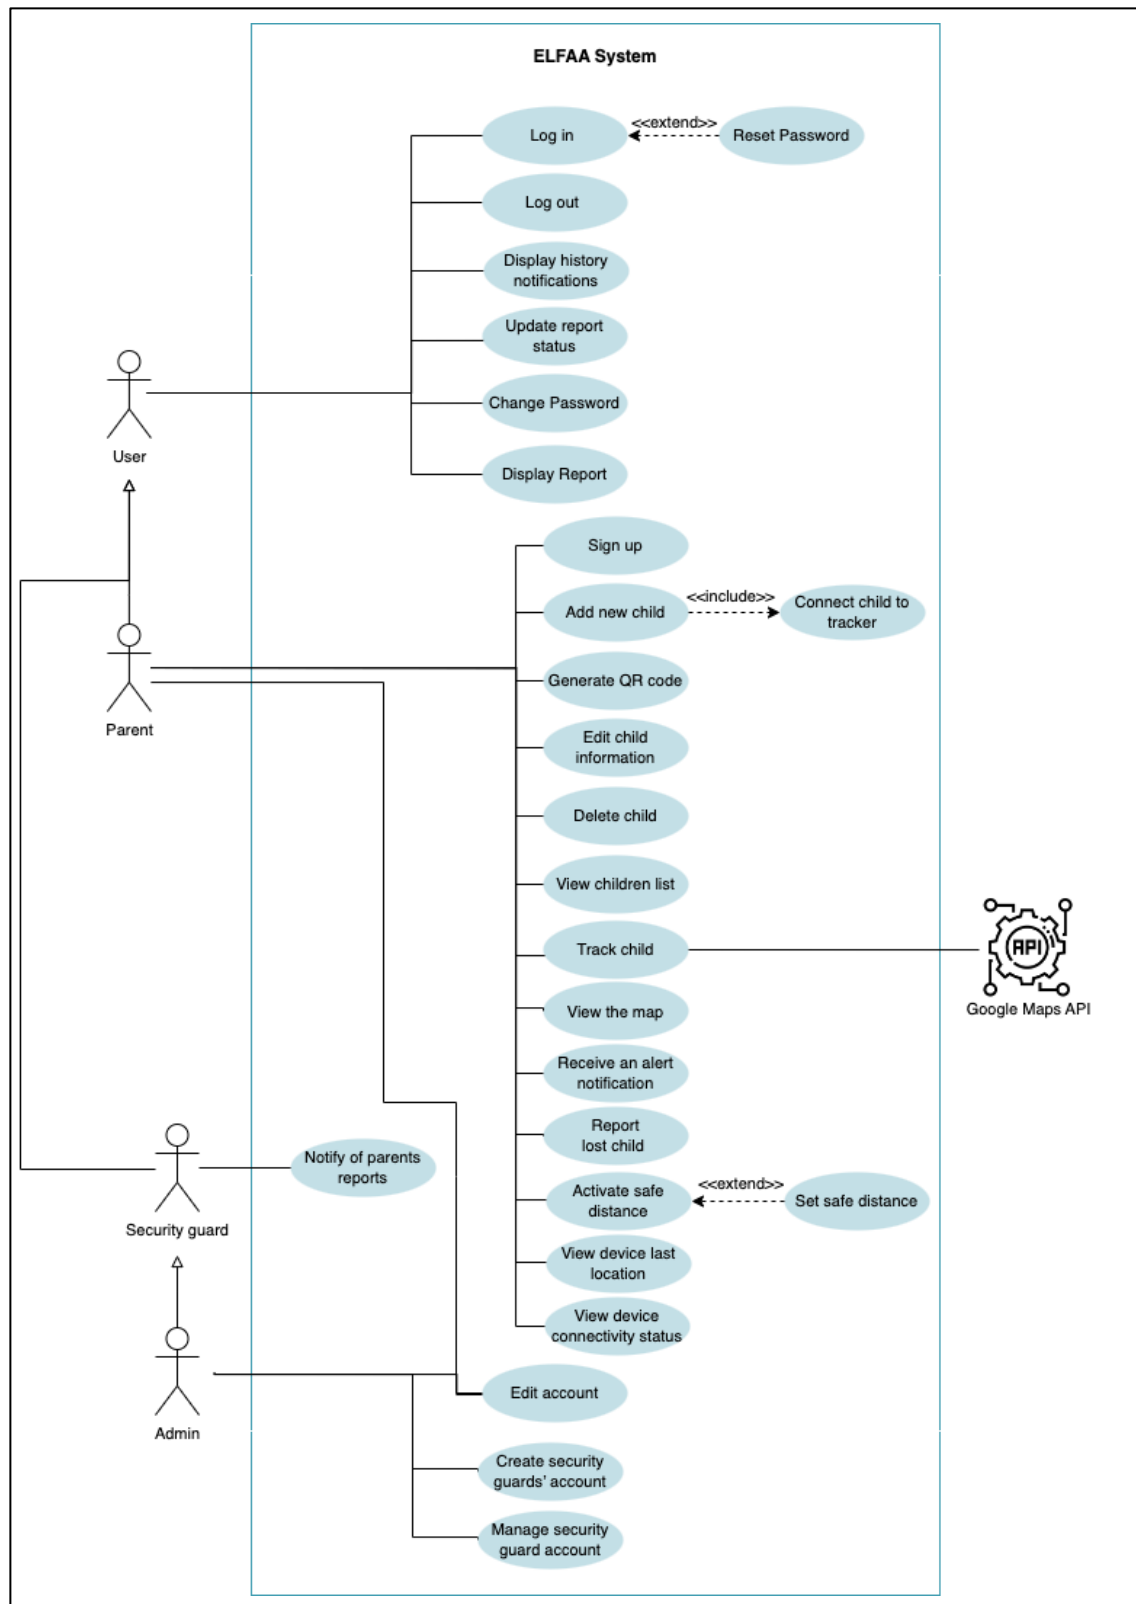 ELFAA System
Log in
<<extend>>
Reset Password
Log out
Display history
notifications
Update report
status
Change Password
Display Report
User
Sign up
Add new child
<<include>>
Connect child to
tracker
Generate QR code
Parent
Edit child
information
Delete child
View children list
Track child
API
Google Maps API
View the map
Receive an alert
notification
Report
lost child
Notify of parents
reports
Security guard
Activate safe
distance
<<extend>>
Set safe distance
View device last
location
View device
connectivity status
Edit account
Admin
Create security
guards' account
Manage security
guard account